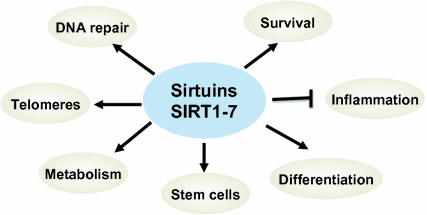 DNA repair
Survival
Sirtuins
SIRT1-7
Telomeres
Inflammation
Metabolism
Stem cells
Differentiation